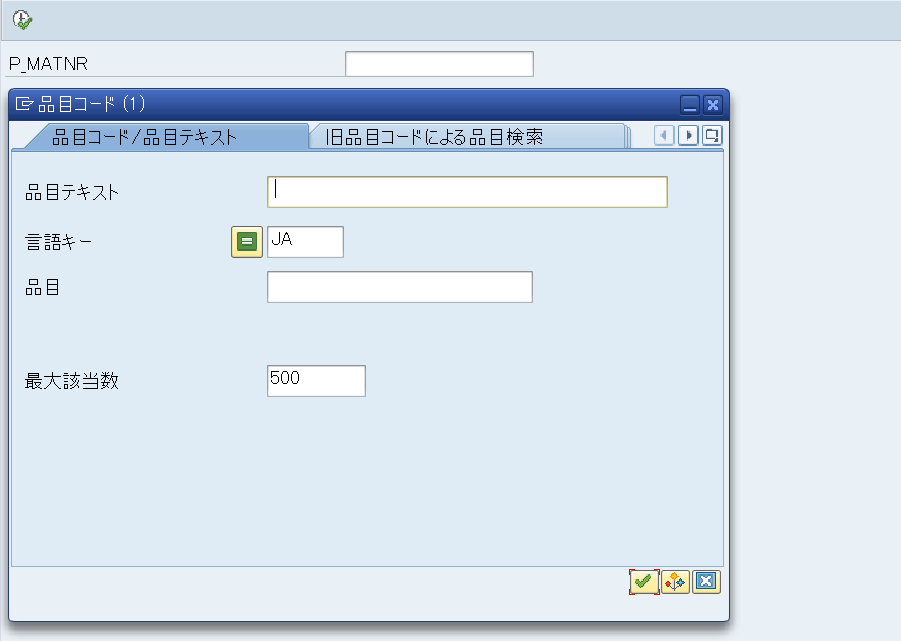 P_MATNR
品目コード (1)
品目コード/品目テキスト
旧品目コードによる品目検索
品目テキスト
言語キー
JA
品目
最大該当数
500